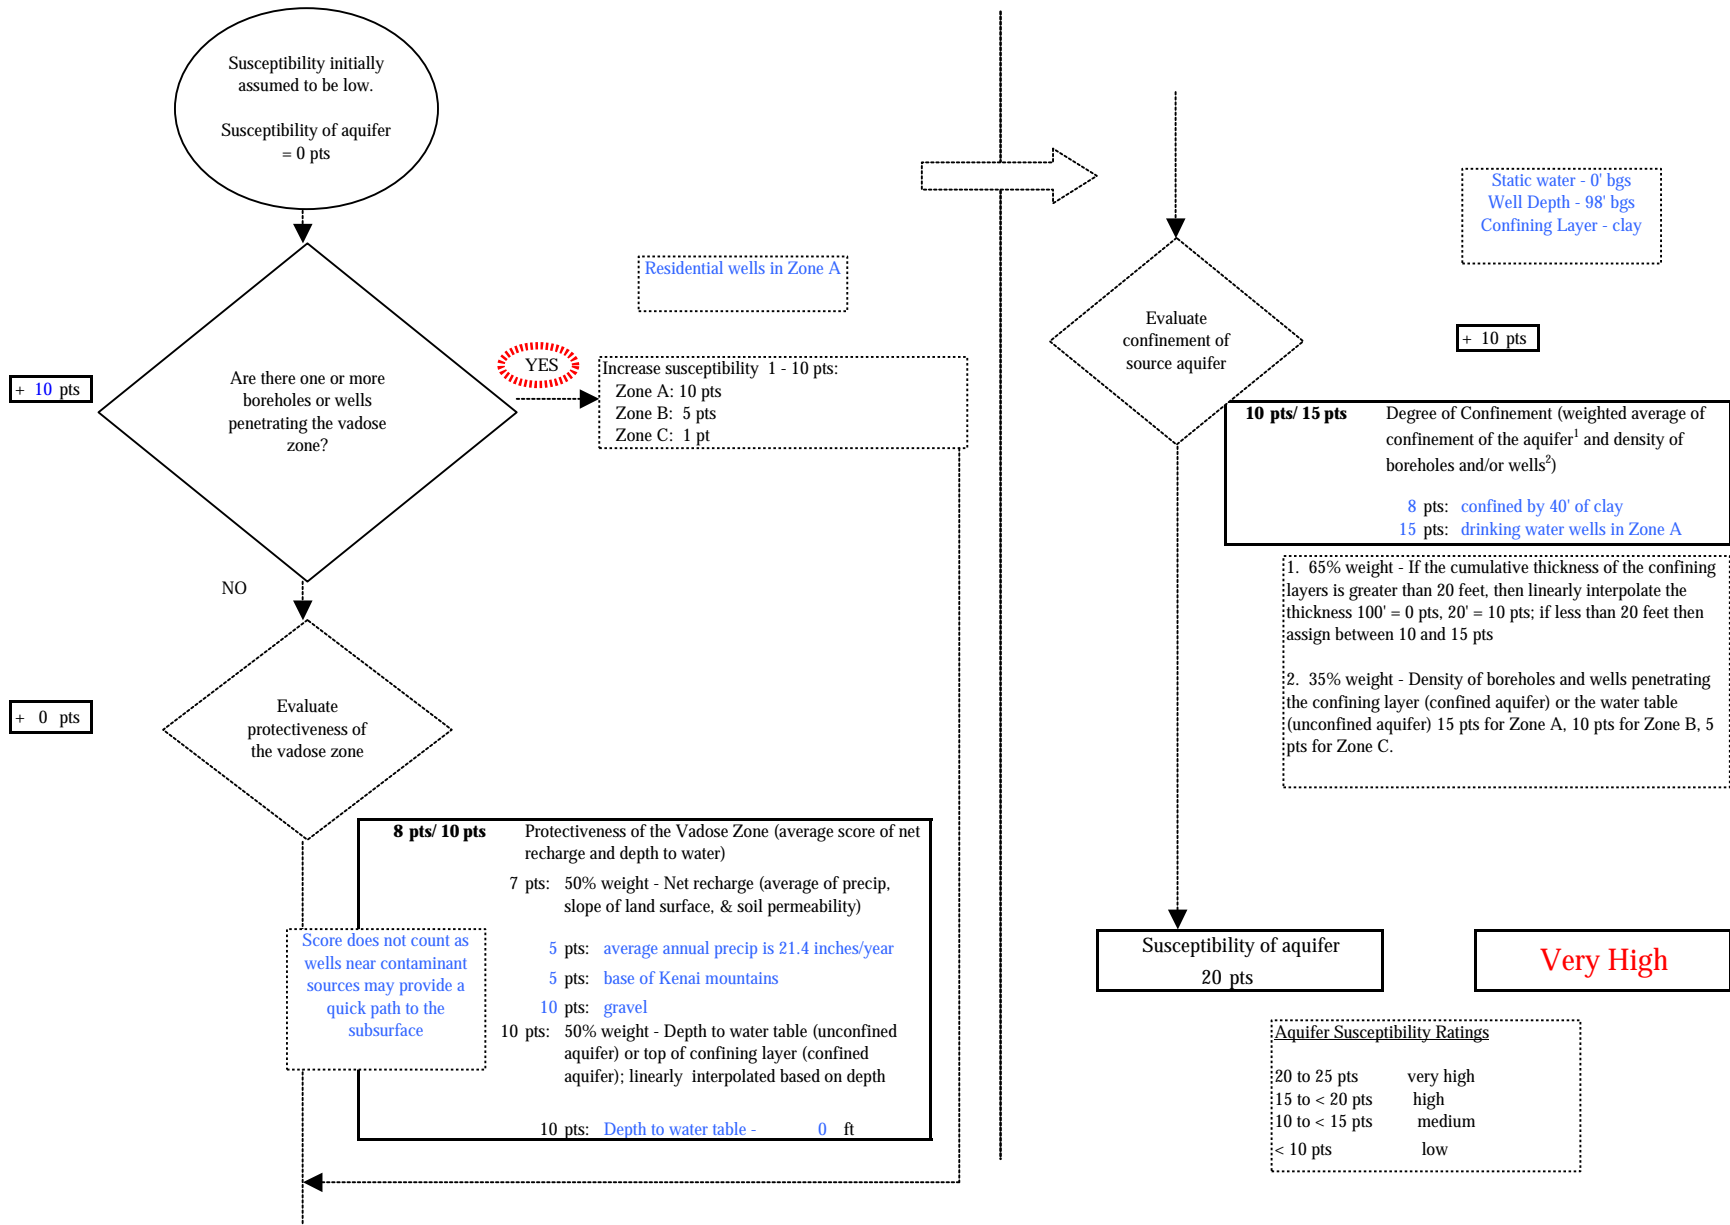 Susceptibility initially
assumed to be low.
Susceptibility of aquifer
= 0 pts
Residential wells in Zone A
+ 10 pts
Are there one or more
boreholes or wells
penetrating the vadose
zone?
YES
Increase susceptibility 1 - 10 pts:
Zone A: 10 pts
Zone B: 5 pts
Zone C: 1 pt
NO
+ 0 pts
Evaluate
protectiveness of
the vadose zone
8 pts/ 10 pts Protectiveness of the Vadose Zone (average score of net
recharge and depth to water)
7 pts: 50% weight - Net recharge (average of precip,
slope of land surface, & soil permeability)
5 pts: average annual precip is 21.4 inches/year
5 pts: base of Kenai mountains
10 pts: gravel
10 pts: 50% weight - Depth to water table (unconfined
aquifer) or top of confining layer (confined
aquifer); linearly interpolated based on depth
10 pts: Depth to water table - 0 ft
Score does not count as
wells near contaminant
sources may provide a
quick path to the
subsurface
Static water - 0' bgs
Well Depth - 98' bgs
Confining Layer - clay
Evaluate
confinement of
source aquifer
+ 10 pts
10 pts/ 15 pts Degree of Confinement (weighted average of
confinement of the aquifer1 and density of
boreholes and/or wells2)
8 pts: confined by 40' of clay
15 pts: drinking water wells in Zone A
1. 65% weight - If the cumulative thickness of the confining
layers is greater than 20 feet, then linearly interpolate the
thickness 100' = 0 pts, 20' = 10 pts; if less than 20 feet then
assign between 10 and 15 pts
2. 35% weight - Density of boreholes and wells penetrating
the confining layer (confined aquifer) or the water table
(unconfined aquifer) 15 pts for Zone A, 10 pts for Zone B, 5
pts for Zone C.
Susceptibility of aquifer
20 pts
Very High
Aquifer Susceptibility Ratings
20 to 25 pts very high
15 to < 20 pts high
10 to < 15 pts medium
< 10 pts low